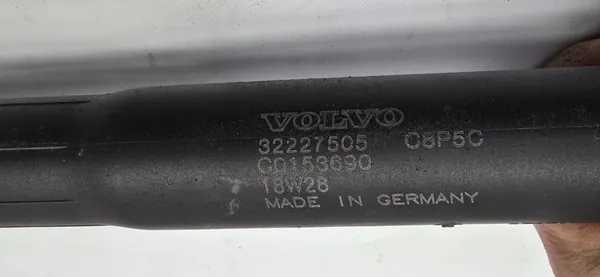 VOLVO
32227505 C8P5C
C0153690
18W28
MADE IN GERMANY